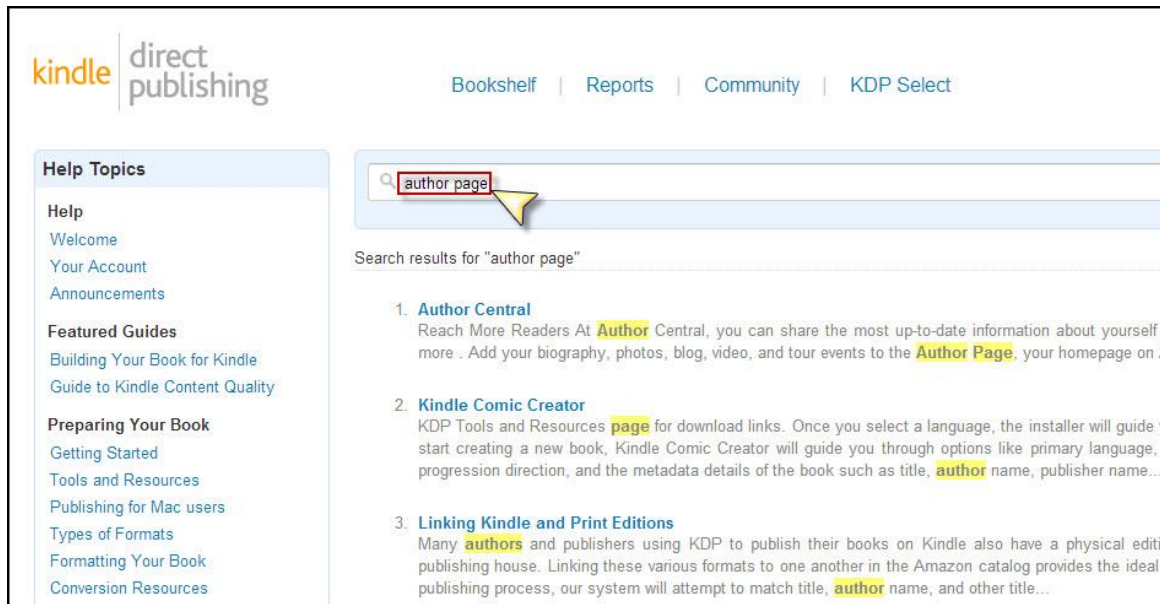 kindle direct publishing
Bookshelf | Reports | Community | KDP Select
Help Topics
Help
Welcome
Your Account
Announcements
Featured Guides
Building Your Book for Kindle
Guide to Kindle Content Quality
Preparing Your Book
Getting Started
Tools and Resources
Publishing for Mac users
Types of Formats
Formatting Your Book
Conversion Resources
author page
Search results for "author page"
1. Author Central
Reach More Readers At Author Central, you can share the most up-to-date information about yourself
more . Add your biography, photos, blog, video, and tour events to the Author Page, your homepage on
2. Kindle Comic Creator
KDP Tools and Resources page for download links. Once you select a language, the installer will guide
start creating a new book, Kindle Comic Creator will guide you through options like primary language,
progression direction, and the metadata details of the book such as title, author name, publisher name...
3. Linking Kindle and Print Editions
Many authors and publishers using KDP to publish their books on Kindle also have a physical editi
publishing house. Linking these various formats to one another in the Amazon catalog provides the ideal
publishing process, our system will attempt to match title, author name, and other title...